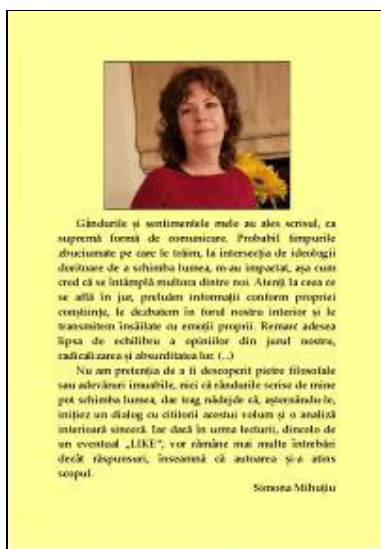 Gândurile și sentimentele mele au ales scrisul, ca
supremă formă de comunicare. Probabil timpurile
zbuciumate pe care le trăim, la intersecția de ideologii
doritoare de a schimba lumea, m-au impactat, așa cum
cred că se întâmplă multora dintre noi. Atenți la ceea ce
se află în jur, preluăm informații conform propriei
conștiințe, le dezbatem în forul nostru interior și le
transmitem însăilate cu emoții proprii. Remarc adesea
lipsa de echilibru a opiniilor din jurul nostru,
radicalizarea și absurditatea lor. (...)
Nu am pretenția de a fi descoperit pietre filosofale
sau adevăruri imuabile, nici că rândurile scrise de mine
pot schimba lumea, dar trag nădejde că, așternându-le,
inițiez un dialog cu cititorii acestui volum și o analiză
interioară sinceră. Iar dacă în urma lecturii, dincolo de
un eventual „LIKE”, vor rămâne mai multe întrebări
decât răspunsuri, înseamnă că autoarea și-a atins
scopul.
Simona Mihuțiu